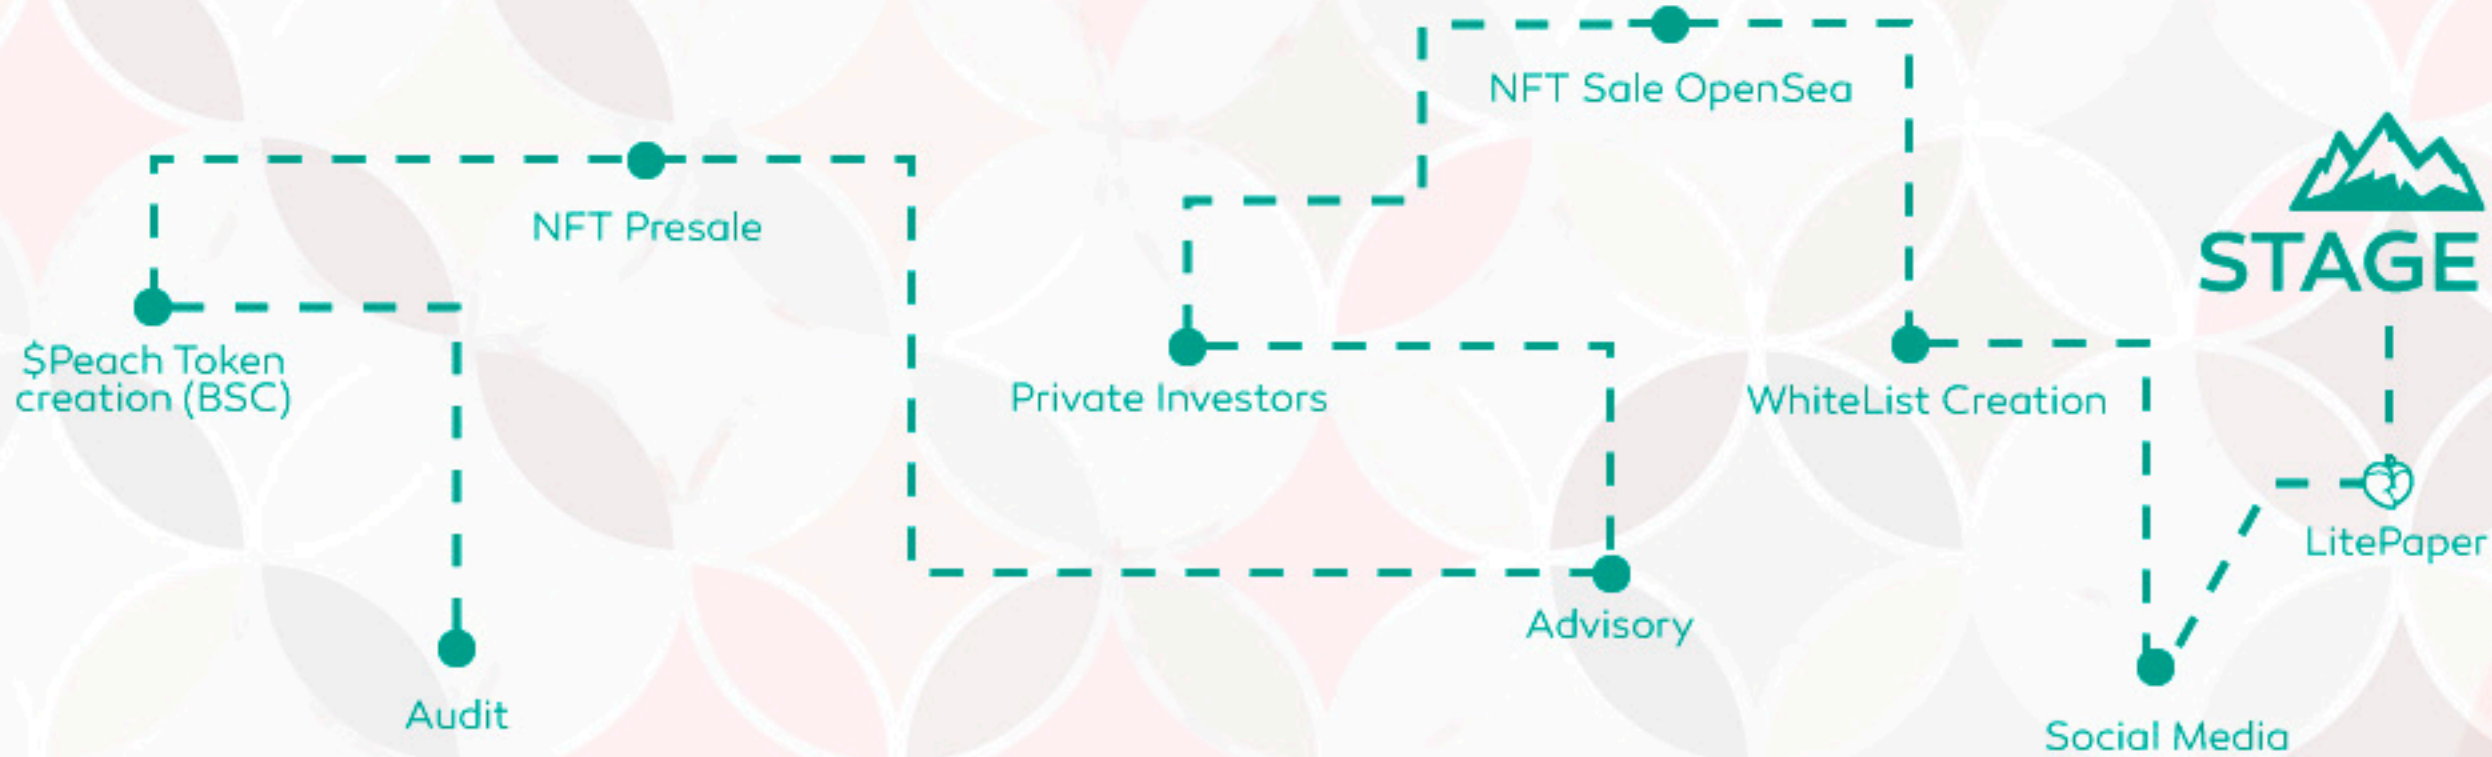 NFT Sale OpenSea
NFT Presale
STAGE
$Peach Token
creation (BSC)
Private Investors
WhiteList Creation
LitePaper
Advisory
Audit
Social Media